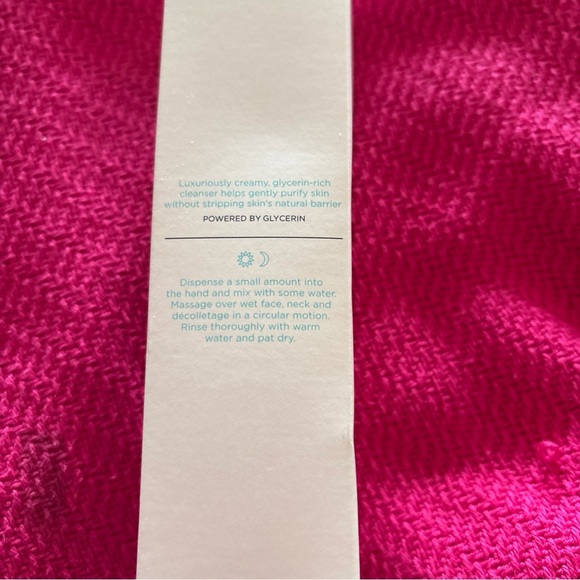 Luxuriously creamy, glycerin-rich
cleanser helps gently purify skin
without stripping skin's natural barrier
POWERED BY GLYCERIN
Dispense a small amount into
the hand and mix with some water.
Massage over wet face, neck and
décolletage in a circular motion.
Rinse thoroughly with warm
water and pat dry.